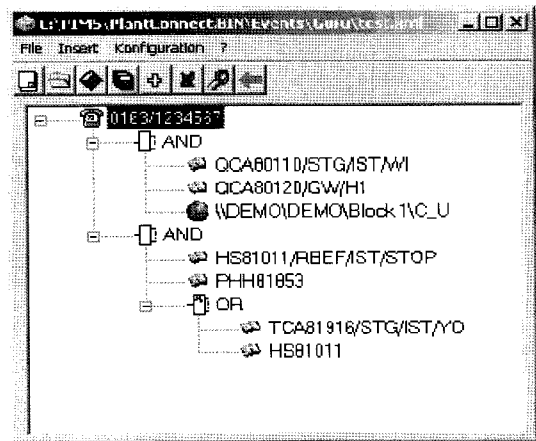 File Insert Konfiguration ?
0163/1234567
AND
QCA80110/STG/IST/WI
QCA80120/GW/H1
\\DEMO\DEMO\Block 1\C_U
AND
HS81011/RBEF/IST/STOP
PHH81853
OR
TCA81916/STG/IST/YO
HS81011